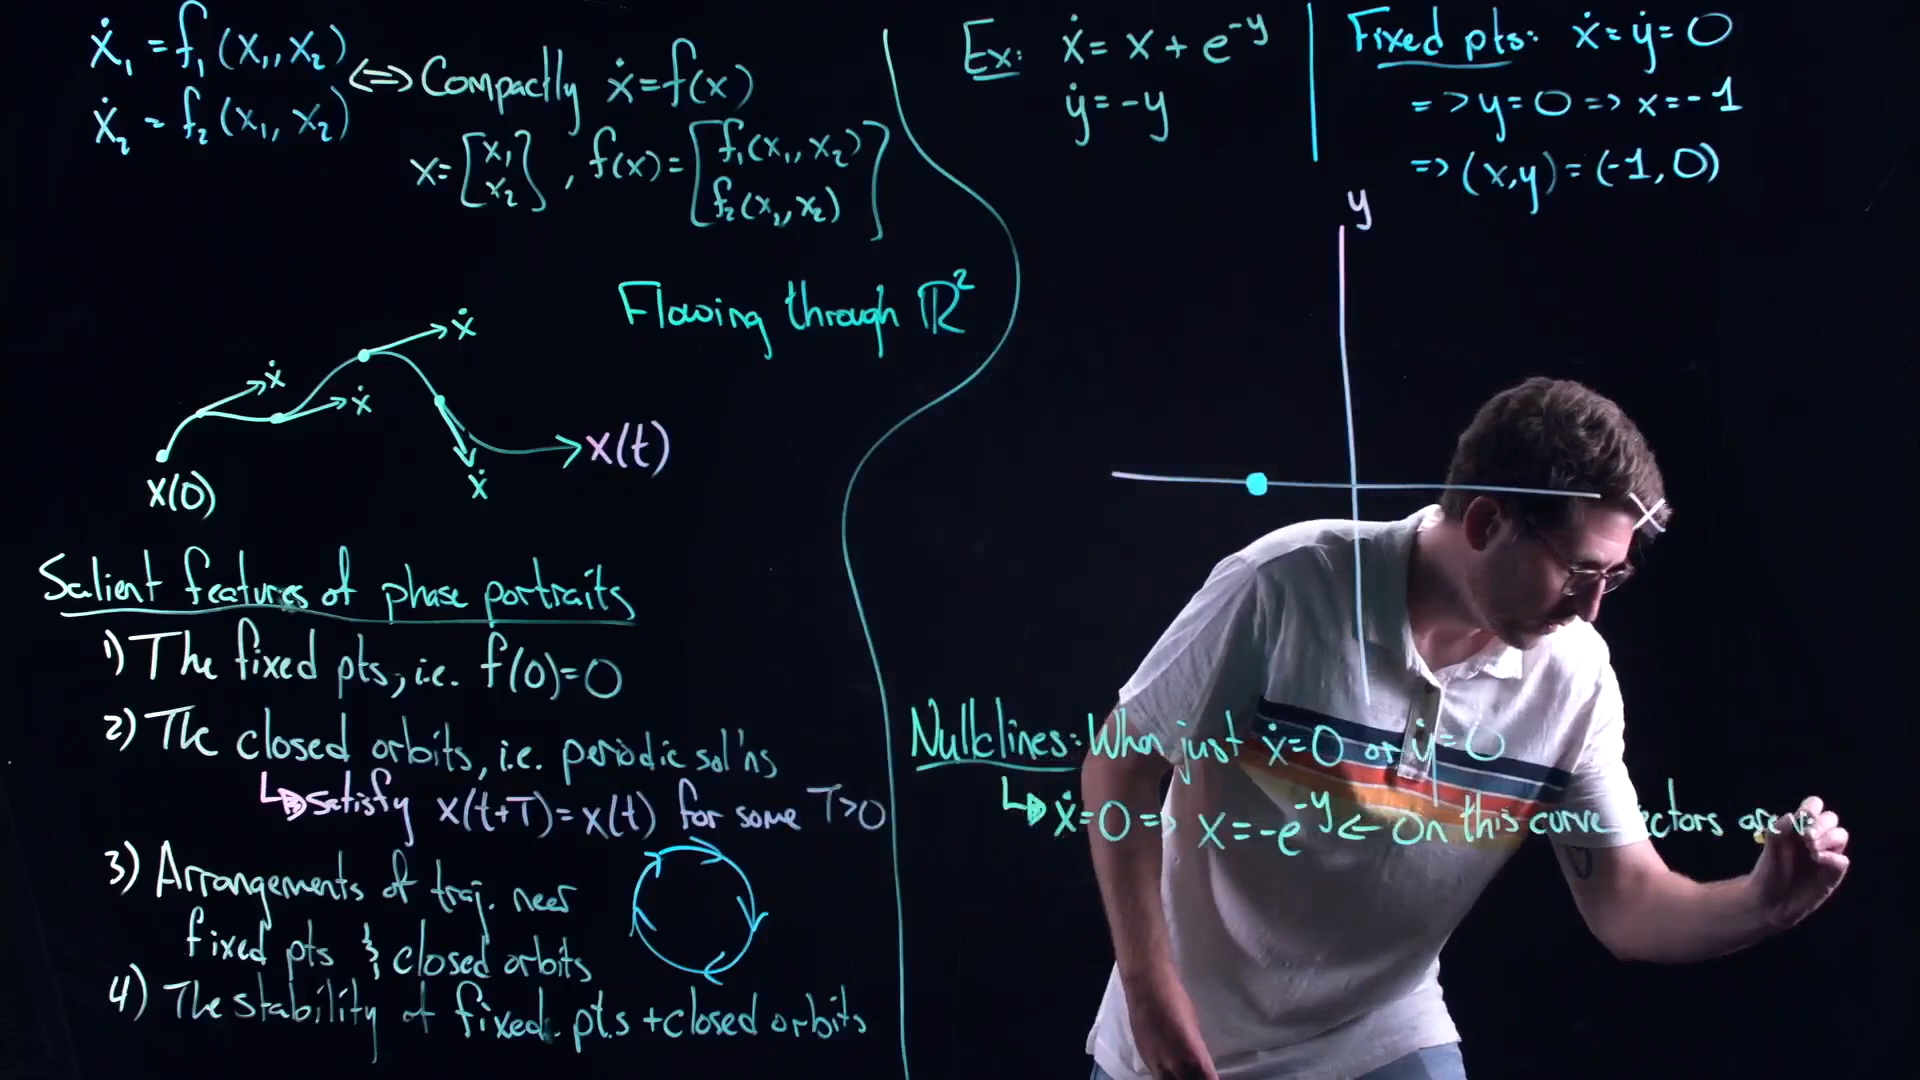 ẋ₁ = f₁(x₁, x₂)
ẋ₂ = f₂(x₁, x₂)
⇔ Compactly ẋ = f(x)
x = [x₁ x₂], f(x) = [f₁(x₁, x₂) f₂(x₁, x₂)]
Flowing through ℝ²
ẋ
ẋ
ẋ
ẋ
x(t)
x(0)
Salient features of phase portraits
1) The fixed pts, i.e. f(0)=0
2) The closed orbits, i.e. periodic sol'ns
↳ satisfy x(t+T) = x(t) for some T>0
3) Arrangements of traj. near
fixed pts & closed orbits
4) The stability of fixed pts + closed orbits
Ex: ẋ = x + e^-y
ẏ = -y
Fixed pts: ẋ = ẏ = 0
=> y=0 => x=-1
=> (x,y) = (-1,0)
y
x
Nullclines: When just ẋ=0 or ẏ=0
↳ ẋ=0 => x=-e^-y ← On this curve vectors are